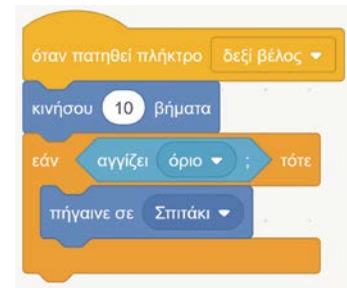 όταν πατηθεί πλήκτρο δεξί βέλος
κινήσου 10 βήματα
εάν αγγίζει όριο ; τότε
πήγαινε σε Σπιτάκι